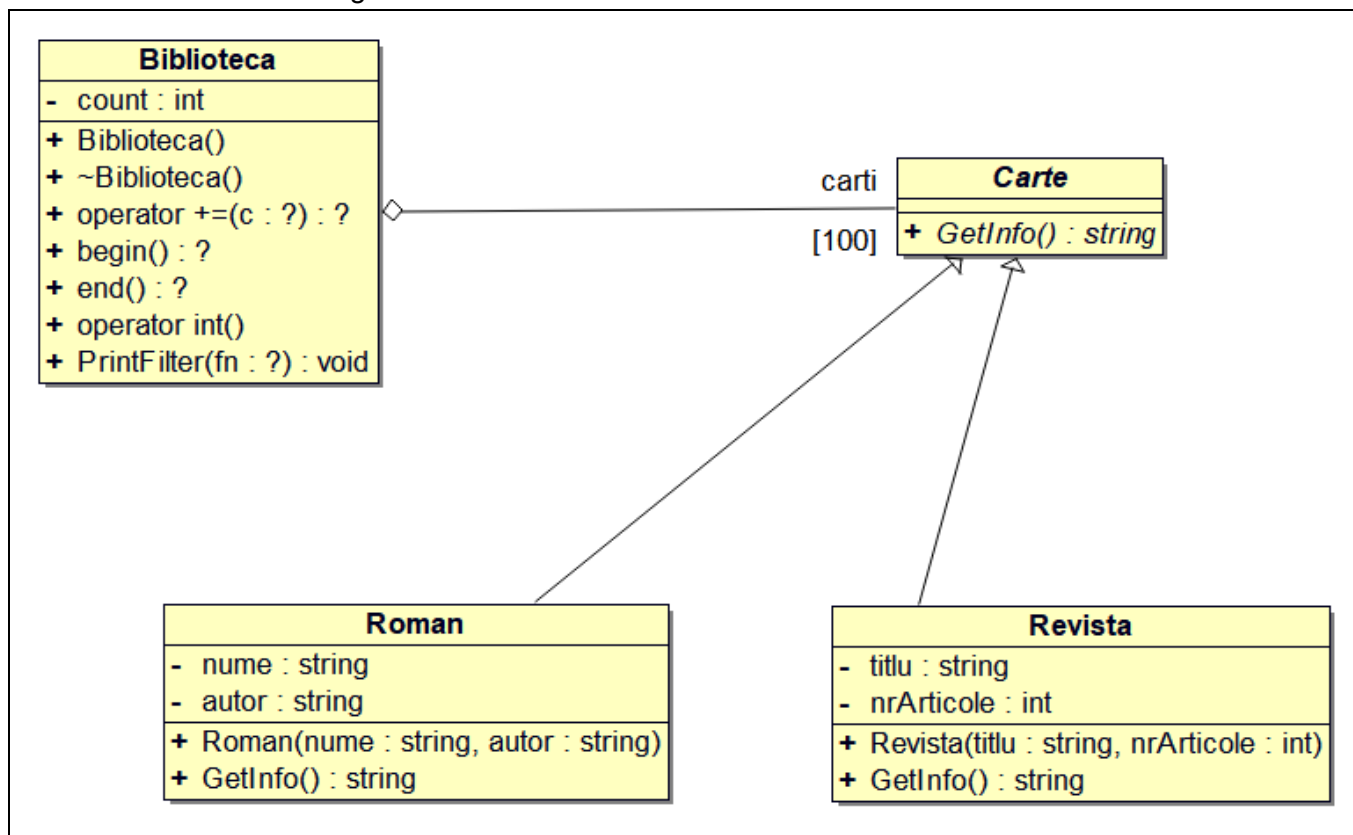 Biblioteca
- count : int
+ Biblioteca()
+ ~Biblioteca()
+ operator +=(c : ?) : ?
+ begin() : ?
+ end() : ?
+ operator int()
+ PrintFilter(fn : ?) : void
carti
[100]
Carte
+ GetInfo() : string
Roman
- nume : string
- autor : string
+ Roman(nume : string, autor : string)
+ GetInfo() : string
Revista
- titlu : string
- nrArticole : int
+ Revista(titlu : string, nrArticole : int)
+ GetInfo() : string